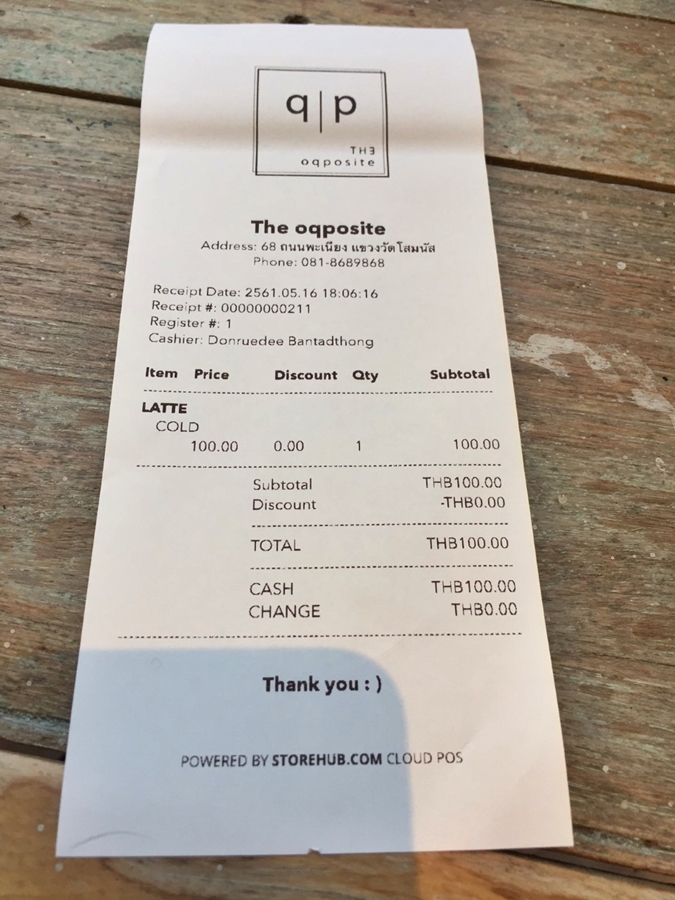 q|p
THE
oqposite
The oqposite
Address: 68 ถนนพะเนียง แขวงวัดโสมนัส
Phone: 081-8689868
Receipt Date: 2561.05.16 18:06:16
Receipt #: 00000000211
Register #: 1
Cashier: Donruedee Bantadthong
Item Price Discount Qty Subtotal
LATTE
COLD
100.00 0.00 1 100.00
Subtotal THB100.00
Discount -THB0.00
TOTAL THB100.00
CASH THB100.00
CHANGE THB0.00
Thank you : )
POWERED BY STOREHUB.COM CLOUD POS